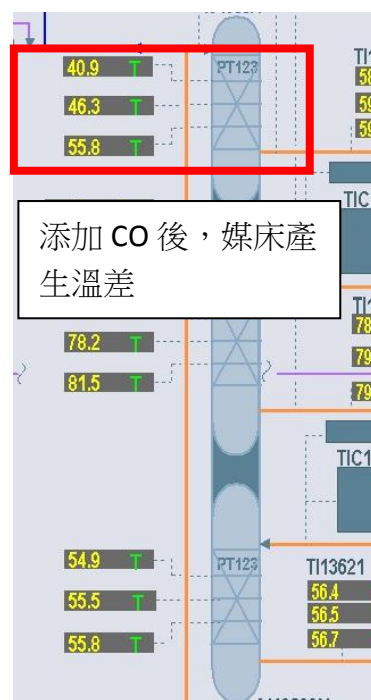 40.9 T
PT123
46.3 T
55.8 T
TIC
添加 CO 後，媒床產
生溫差
78.2 T
81.5 T
TIC1
54.9 T
PT123
TI13621
55.5 T
56.4
56.5
55.8 T
56.7